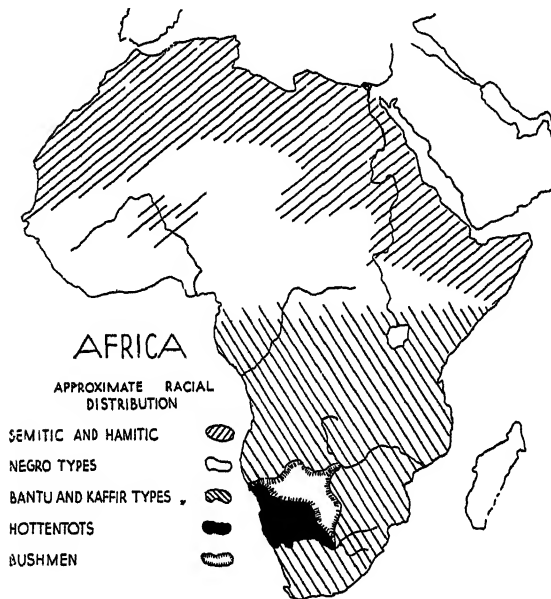 AFRICA
APPROXIMATE RACIAL
DISTRIBUTION
SEMITIC AND HAMITIC
NEGRO TYPES
BANTU AND KAFFIR TYPES
HOTTENTOTS
BUSHMEN